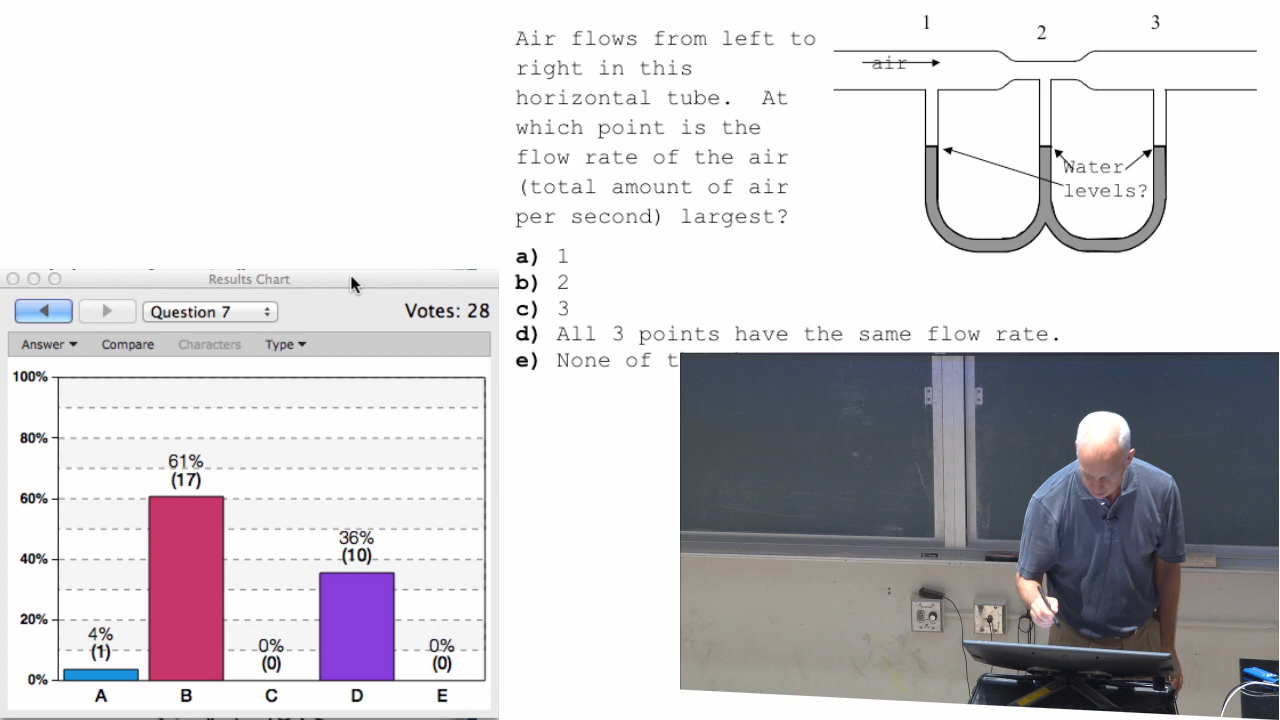 Air flows from left to
right in this
horizontal tube. At
which point is the
flow rate of the air
(total amount of air
per second) largest?
a) 1
b) 2
c) 3
d) All 3 points have the same flow rate.
e) None of
1
2
3
air
Water
levels?
Results Chart
Question 7
Votes: 28
Answer
Compare
Characters
Type
100%
80%
60%
40%
20%
0%
4%
(1)
61%
(17)
0%
(0)
36%
(10)
0%
(0)
A
B
C
D
E